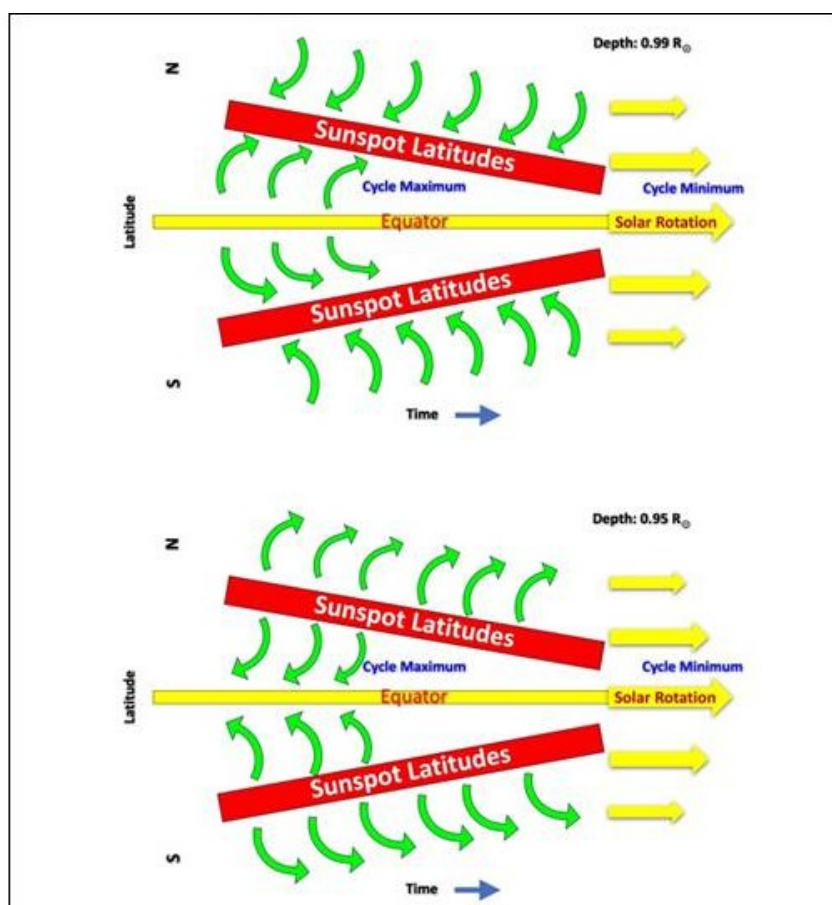 Depth: 0.99 R☉
N
Sunspot Latitudes
Cycle Maximum
Cycle Minimum
Latitude
Equator
Solar Rotation
Sunspot Latitudes
S
Time
Depth: 0.95 R☉
N
Sunspot Latitudes
Cycle Maximum
Cycle Minimum
Latitude
Equator
Solar Rotation
Sunspot Latitudes
S
Time